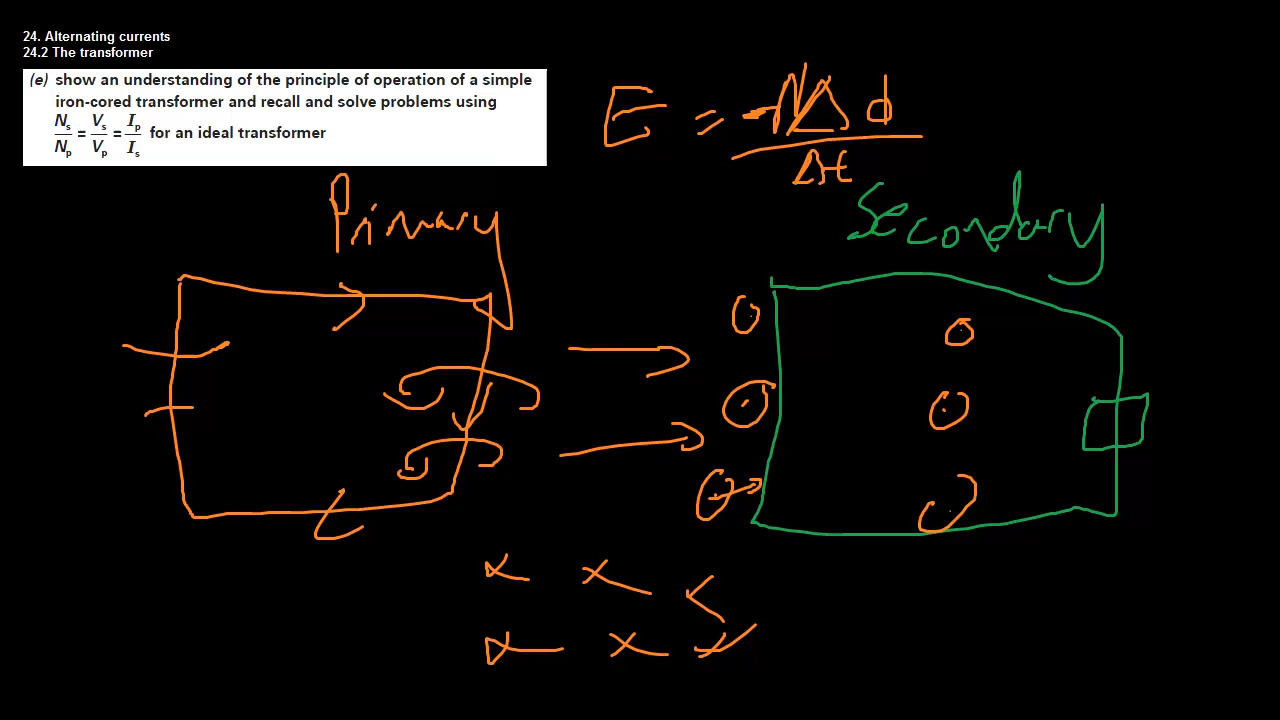 24. Alternating currents
24.2 The transformer
(e) show an understanding of the principle of operation of a simple
iron-cored transformer and recall and solve problems using
Ns/Np = Vs/Vp = Ip/Is for an ideal transformer
E =
Δt
Primary
Secondary